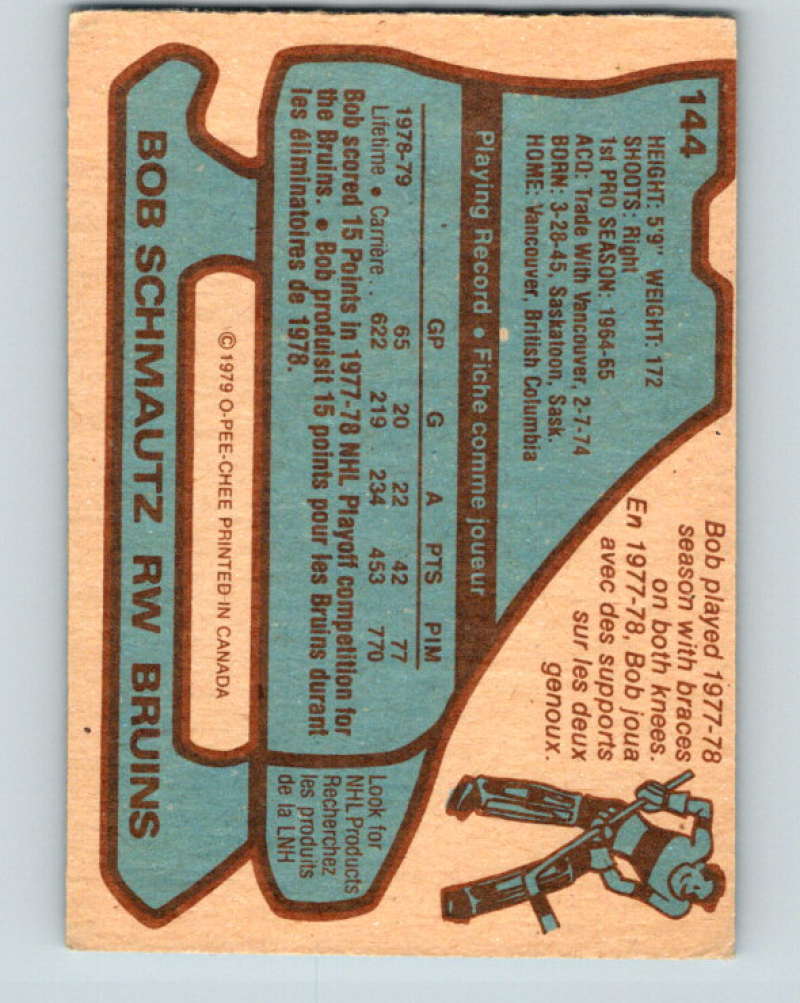 144
HEIGHT: 5'9" WEIGHT: 172
SHOOTS: Right
1st PRO SEASON: 1964-65
ACQ: Trade With Vancouver, 2-7-74
BORN: 3-28-45, Saskatoon, Sask.
HOME: Vancouver, British Columbia
Bob played 1977-78
season with braces
on both knees.
En 1977-78, Bob joua
avec des supports
sur les deux
genoux.
Playing Record • Fiche comme joueur
GP G A PTS PIM
1978-79 65 20 22 42 77
Lifetime • Carrière . . 622 219 234 453 770
Bob scored 15 Points in 1977-78 NHL Playoff competition for
the Bruins. • Bob produisit 15 points pour les Bruins durant
les éliminatoires de 1978.
Look for
NHL Products
Recherchez
les produits
de la LNH
© 1979 O-PEE-CHEE PRINTED IN CANADA
BOB SCHMAUTZ RW BRUINS